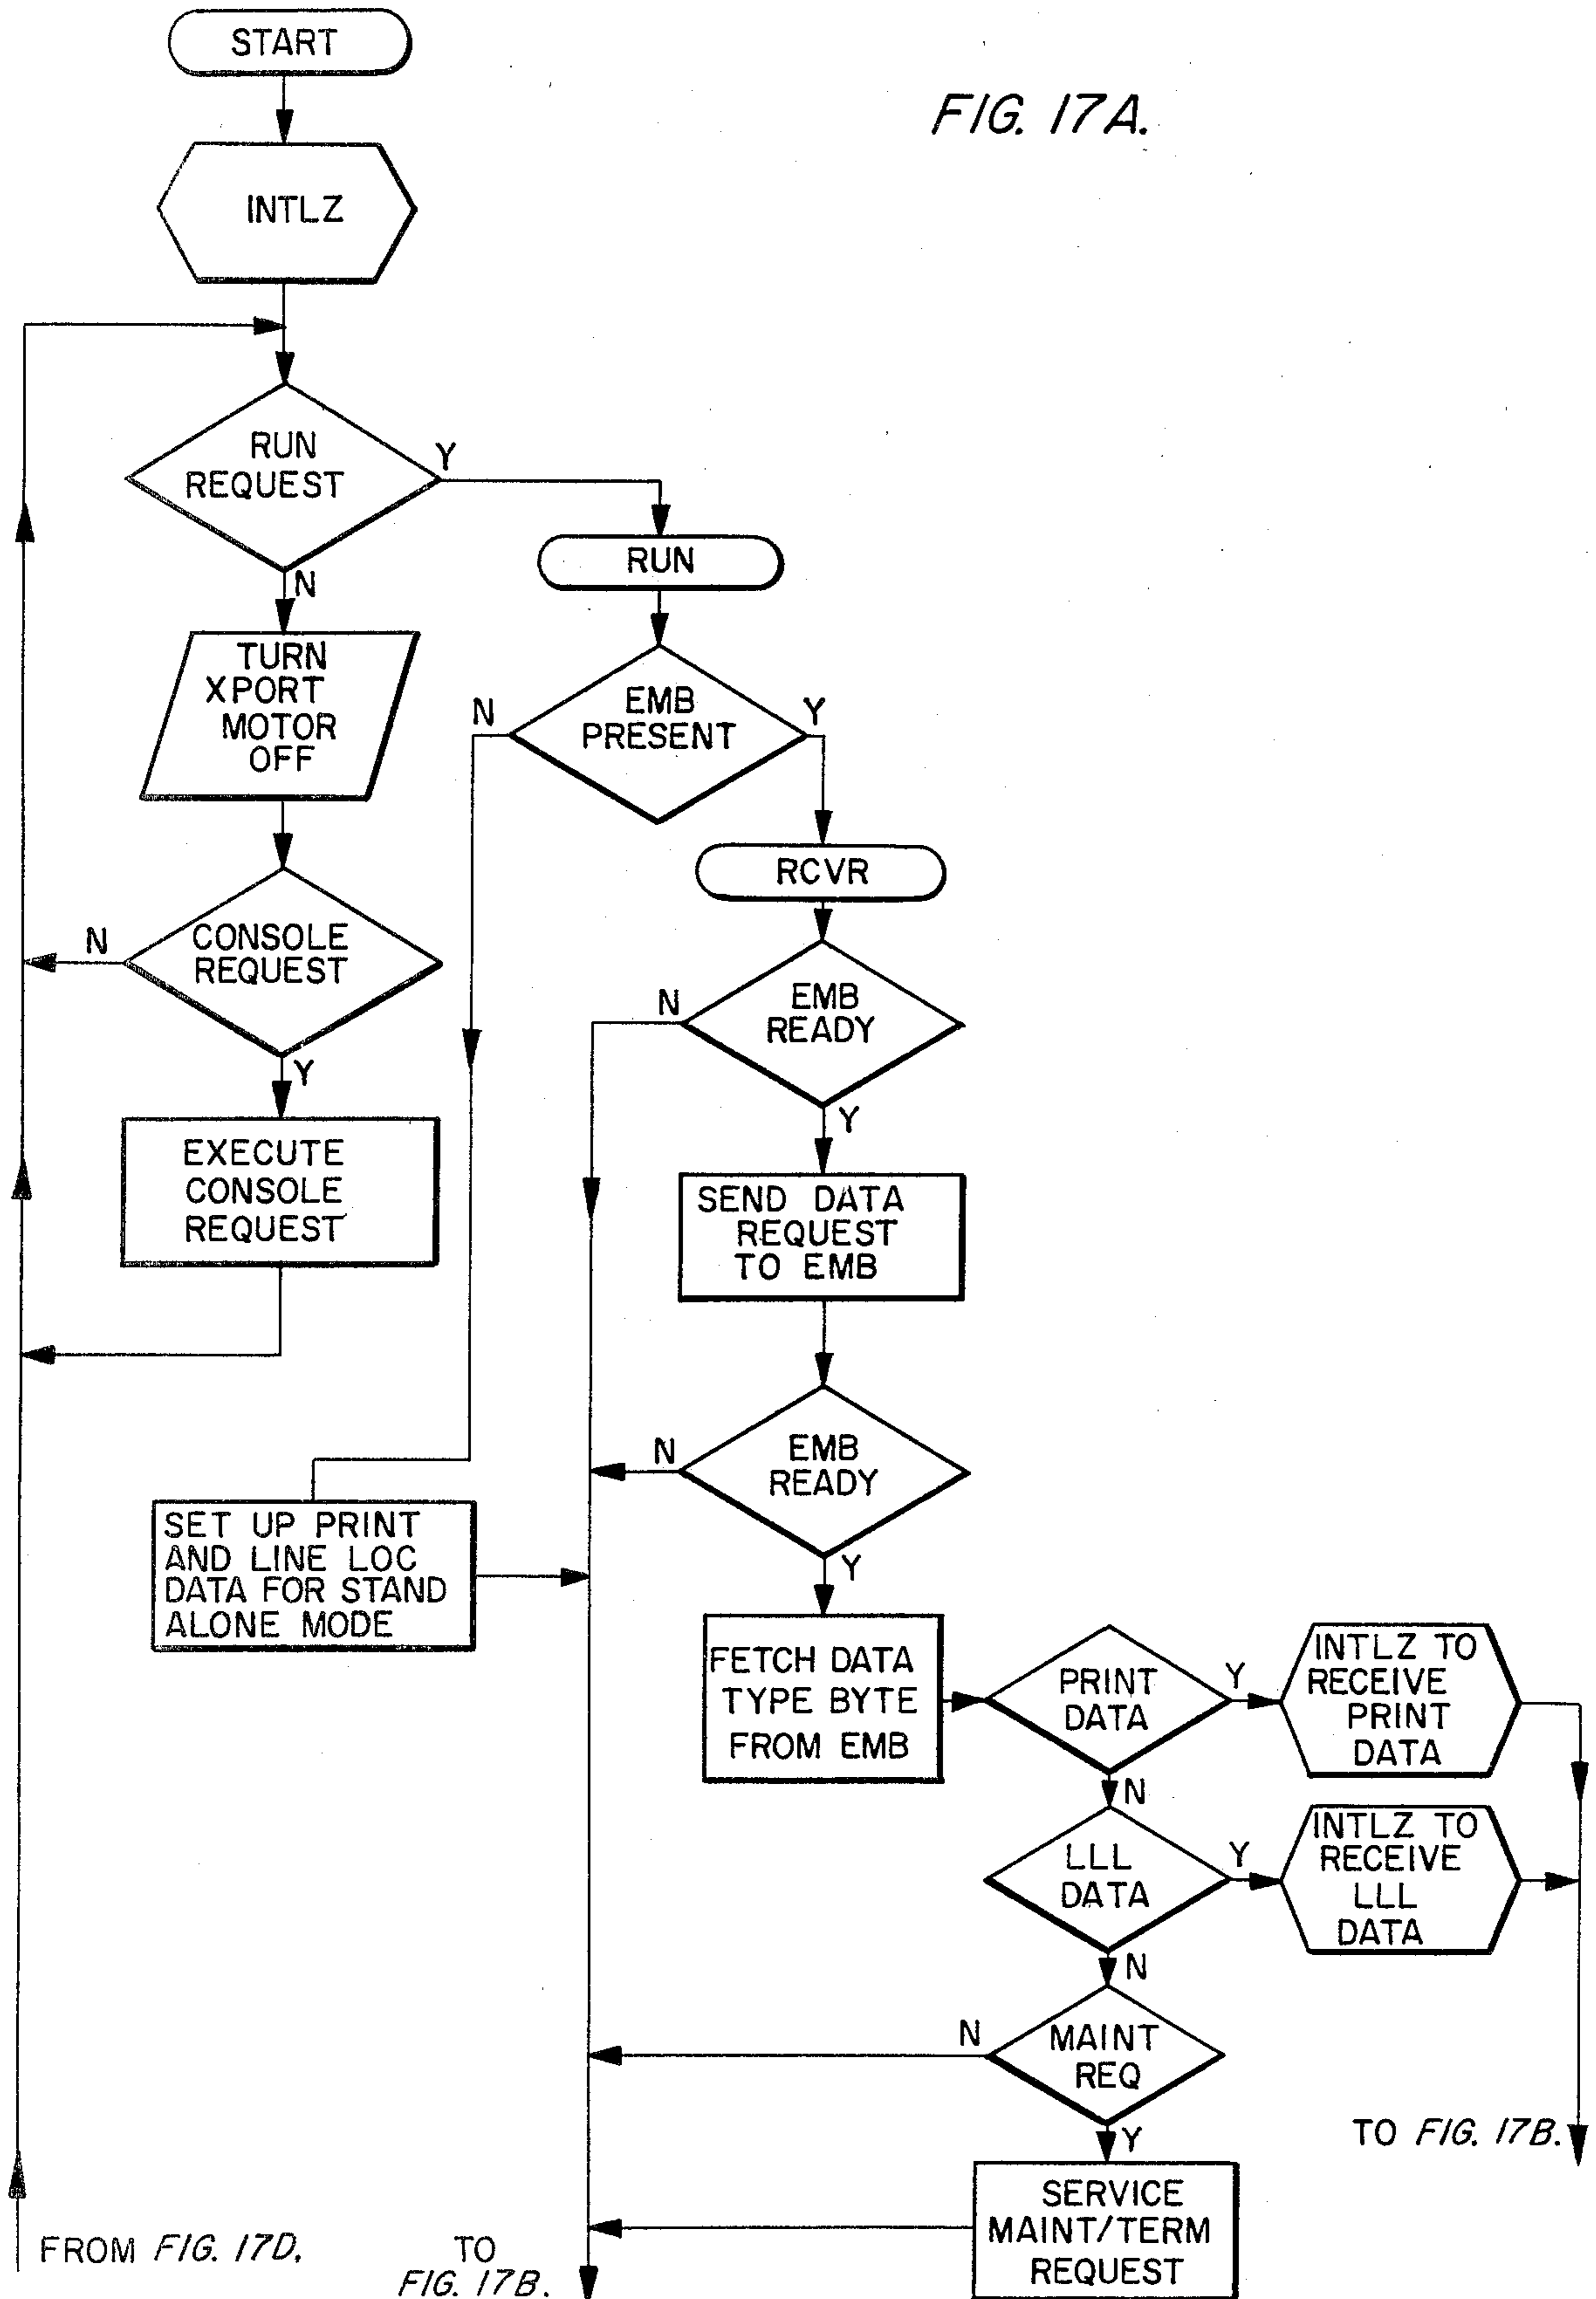 START
FIG. 17A.
INTLZ
RUN
REQUEST
Y
N
RUN
TURN
XPORT
MOTOR
OFF
EMB
PRESENT
N
Y
RCVR
CONSOLE
REQUEST
N
Y
EMB
READY
N
Y
EXECUTE
CONSOLE
REQUEST
SEND DATA
REQUEST
TO EMB
EMB
READY
N
Y
SET UP PRINT
AND LINE LOC
DATA FOR STAND
ALONE MODE
FETCH DATA
TYPE BYTE
FROM EMB
PRINT
DATA
Y
N
INTLZ TO
RECEIVE
PRINT
DATA
LLL
DATA
Y
N
INTLZ TO
RECEIVE
LLL
DATA
MAINT
REQ
N
Y
TO FIG. 17B.
SERVICE
MAINT/TERM
REQUEST
FROM FIG. 17D.
TO
FIG. 17B.